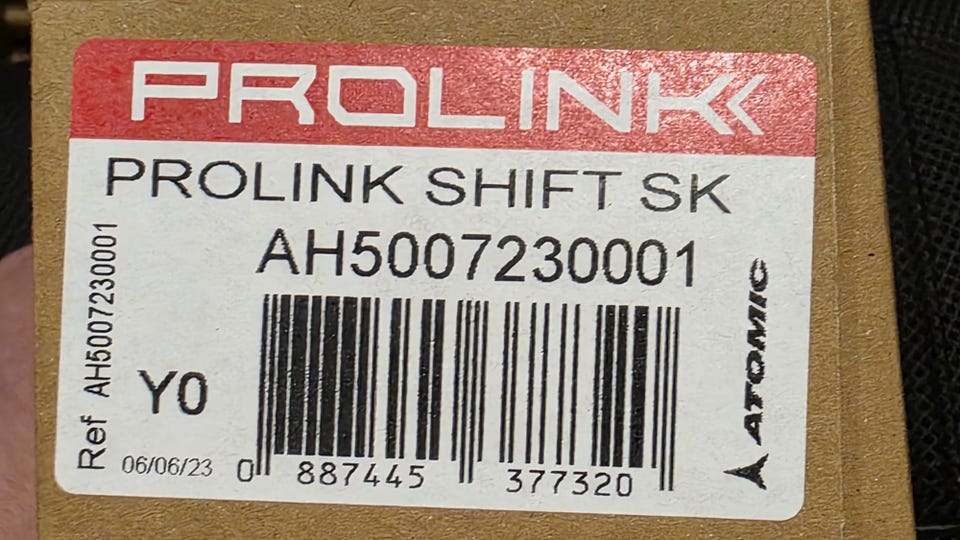 PROLINK
PROLINK SHIFT SK
AH5007230001
Ref AH5007230001
Y0
06/06/23
0 887445 377320
ATOMIC